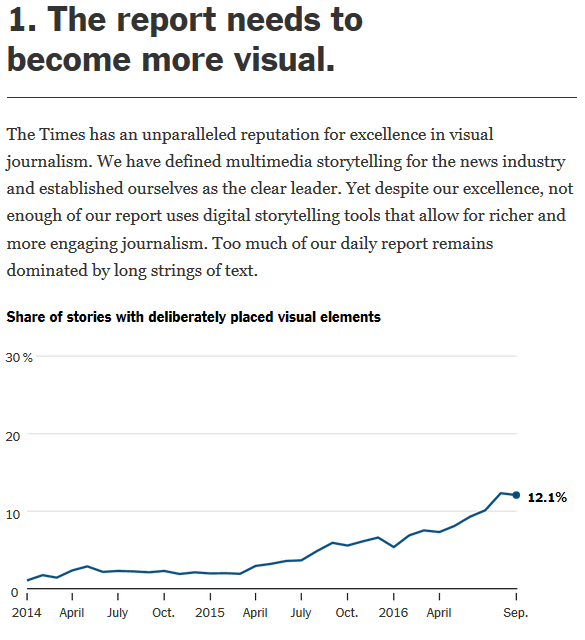 1. The report needs to
become more visual.
The Times has an unparalleled reputation for excellence in visual
journalism. We have defined multimedia storytelling for the news industry
and established ourselves as the clear leader. Yet despite our excellence, not
enough of our report uses digital storytelling tools that allow for richer and
more engaging journalism. Too much of our daily report remains
dominated by long strings of text.
Share of stories with deliberately placed visual elements
30 %
20
10
12.1%
0
2014 April July Oct. 2015 April July Oct. 2016 April Sep.